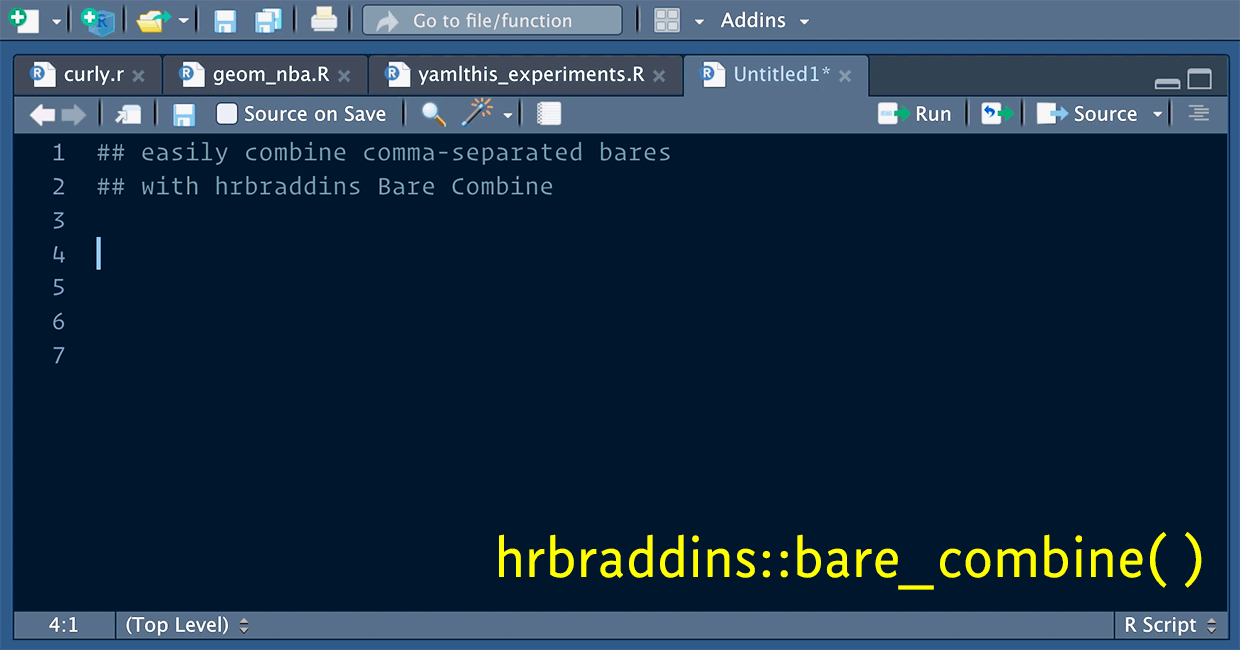 Go to file/function Addins
curly.r geom_nba.R yamlthis_experiments.R Untitled1*
Source on Save Run Source
1 ## easily combine comma-separated bares
2 ## with hrbraddins Bare Combine
3
4
5
6
7
hrbraddins::bare_combine( )
4:1 (Top Level) R Script